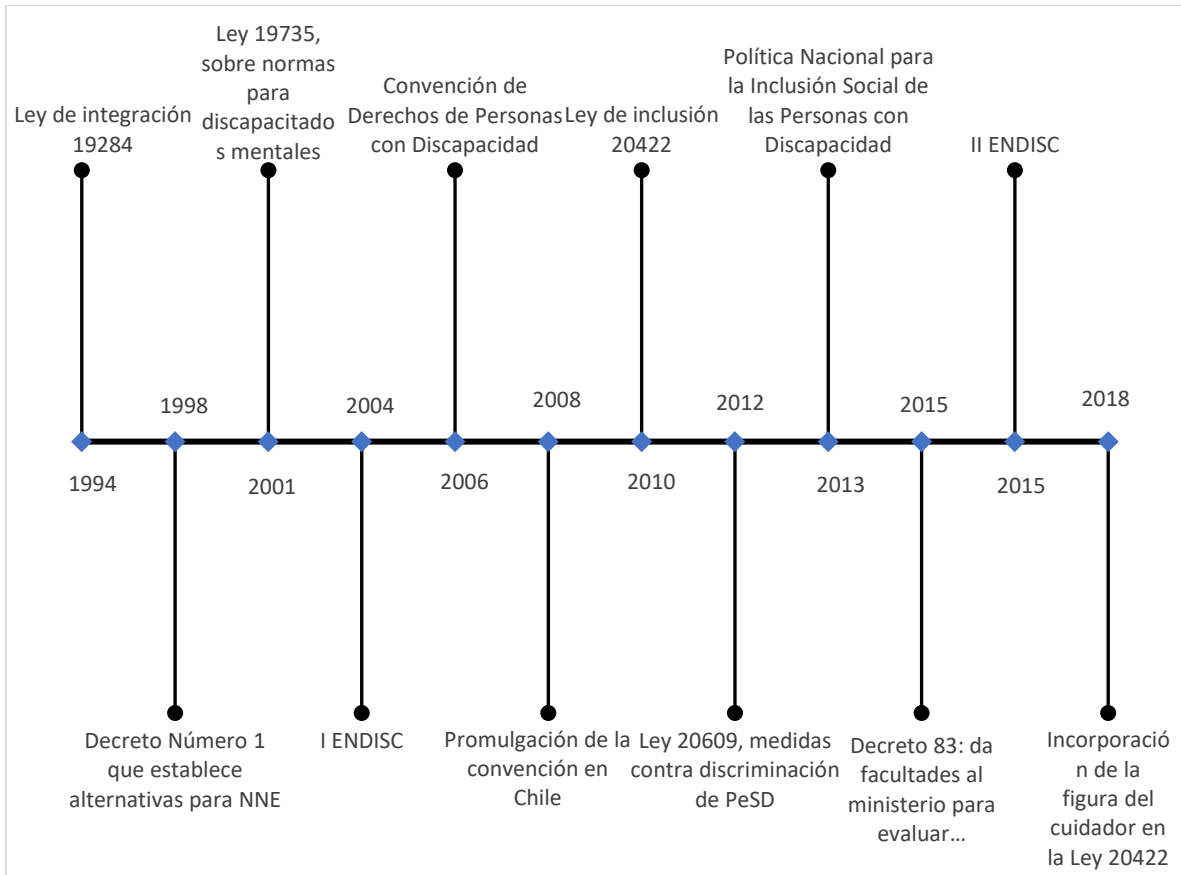 Ley de integración
19284
Ley 19735,
sobre normas
para
discapacitado
s mentales
Convención de
Derechos de Personas
con Discapacidad
Ley de inclusión
20422
Política Nacional para
la Inclusión Social de
las Personas con
Discapacidad
II ENDISC
1998
2004
2008
2012
2015
2018
1994
2001
2006
2010
2013
2015
Decreto Número 1
que establece
alternativas para NNE
I ENDISC
Promulgación de la
convención en
Chile
Ley 20609, medidas
contra discriminación
de PeSD
Decreto 83: da
facultades al
ministerio para
evaluar…
Incorporació
n de la
figura del
cuidador en
la Ley 20422